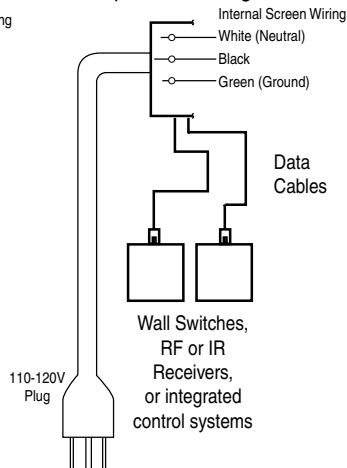 ng
Internal Screen Wiring
White (Neutral)
Black
Green (Ground)
Data
Cables
Wall Switches,
RF or IR
Receivers,
or integrated
control systems
110-120V
Plug